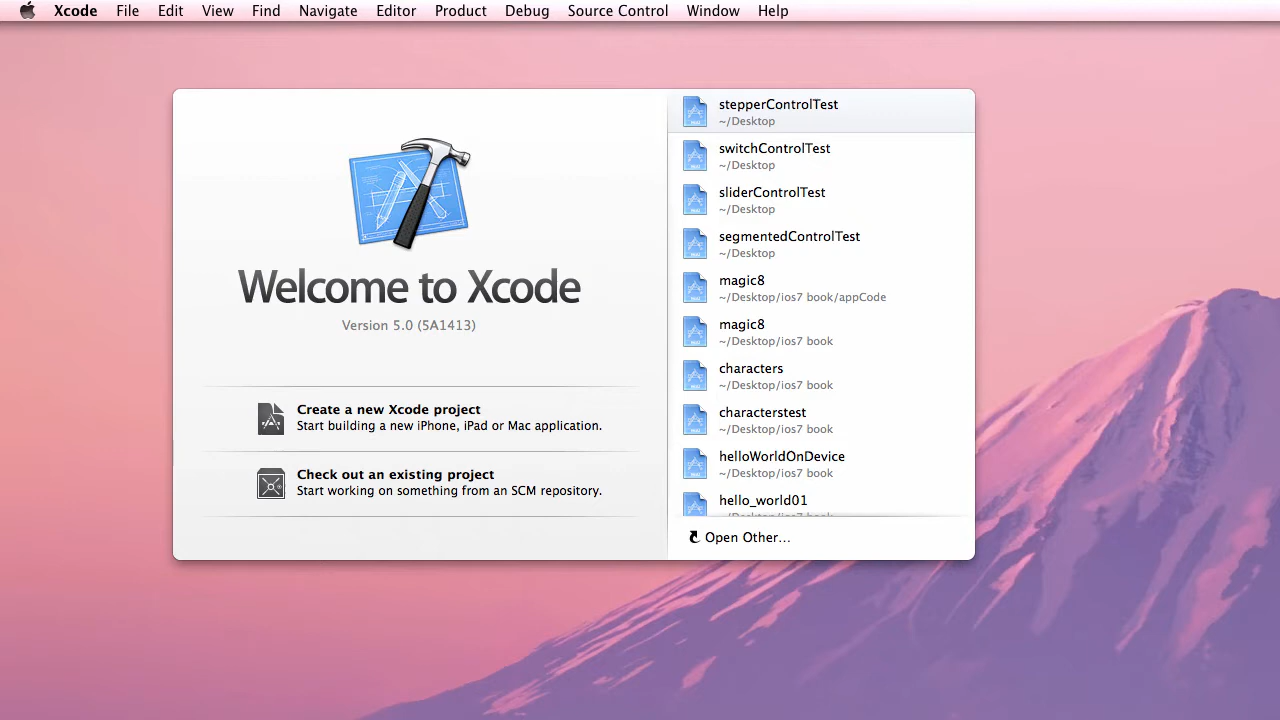 Xcode File Edit View Find Navigate Editor Product Debug Source Control Window Help
Welcome to Xcode
Version 5.0 (5A1413)
Create a new Xcode project
Start building a new iPhone, iPad or Mac application.
Check out an existing project
Start working on something from an SCM repository.
stepperControlTest
~/Desktop
switchControlTest
~/Desktop
sliderControlTest
~/Desktop
segmentedControlTest
~/Desktop
magic8
~/Desktop/ios7 book/appCode
magic8
~/Desktop/ios7 book
characters
~/Desktop/ios7 book
characterstest
~/Desktop/ios7 book
helloWorldOnDevice
~/Desktop/ios7 book
hello_world01
Open Other...